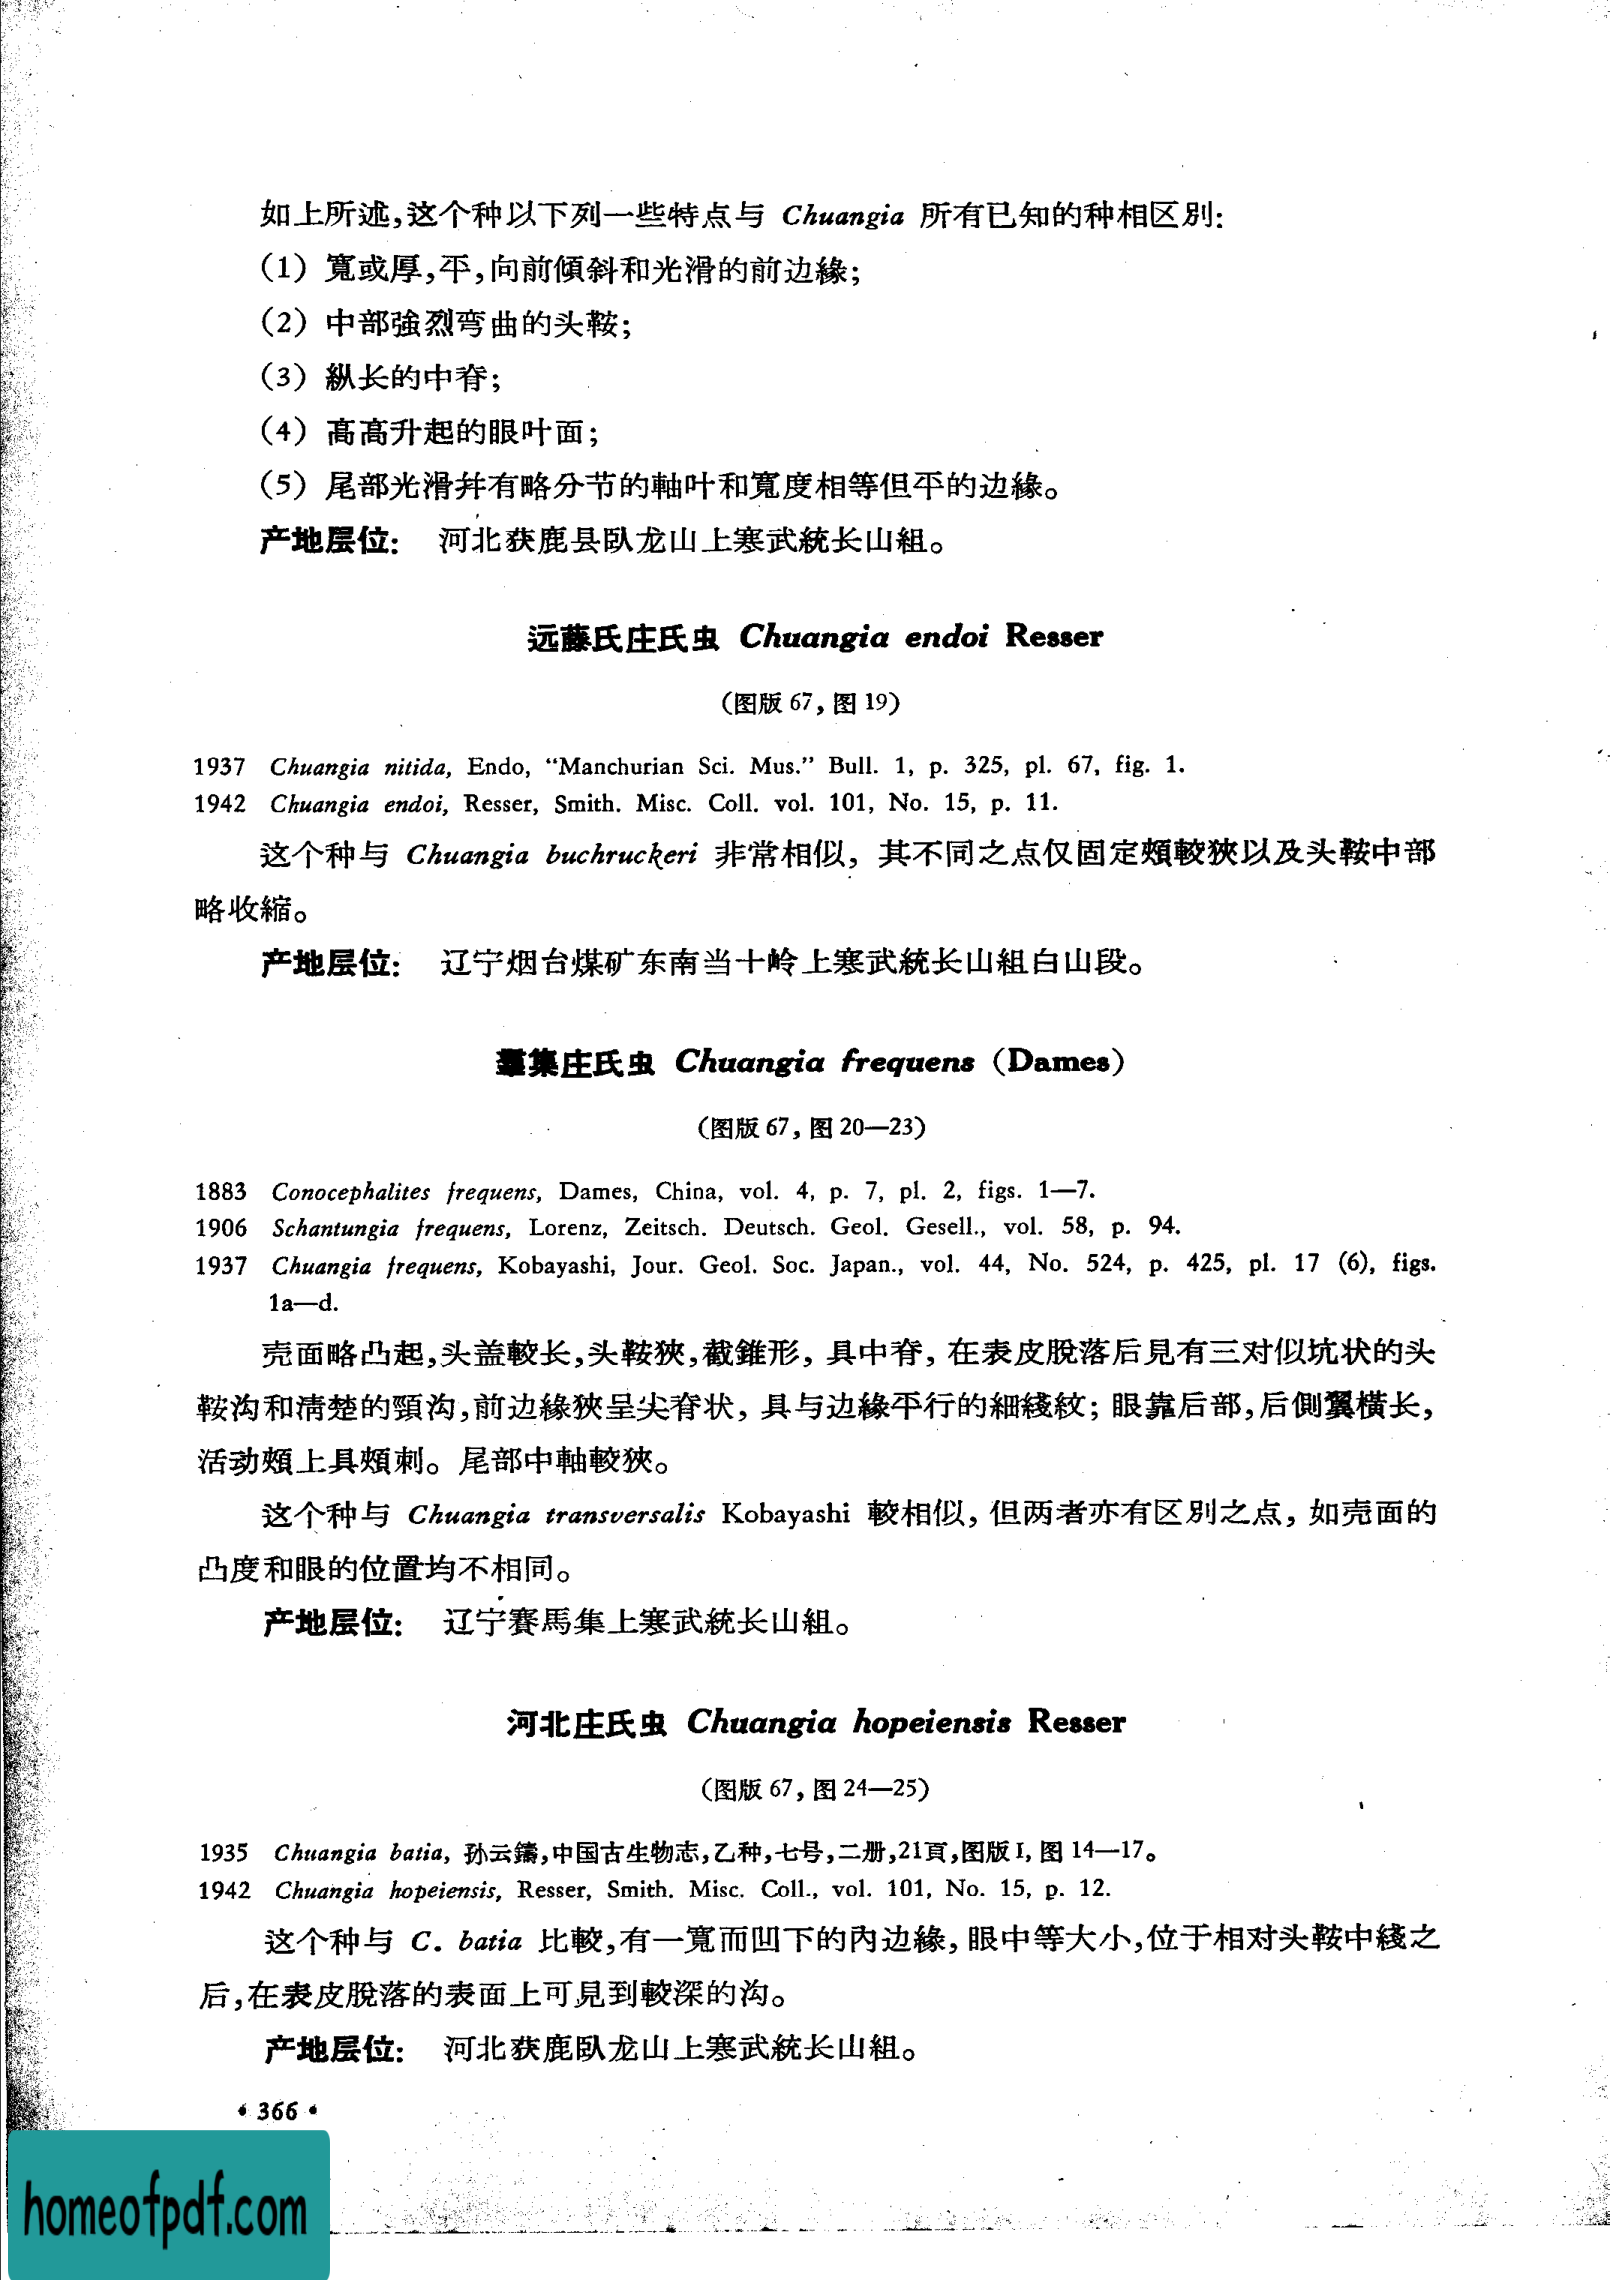 如上所述,这个种以下列一些特点与 Chuangia 所有已知的种相区別:
(1) 寬或厚,平,向前傾斜和光滑的前边緣;
(2) 中部強烈弯曲的头鞍;
(3) 縱长的中脊;
(4) 高高升起的眼叶面;
(5) 尾部光滑幷有略分节的軸叶和寬度相等但平的边緣。
产地层位: 河北获鹿县臥龙山上寒武統长山組。
远藤氏庄氏虫 Chuangia endoi Resser
(图版 67, 图 19)
1937 Chuangia nitida, Endo, “Manchurian Sci. Mus.” Bull. 1, p. 325, pl. 67, fig. 1.
1942 Chuangia endoi, Resser, Smith. Misc. Coll. vol. 101, No. 15, p. 11.
这个种与 Chuangia buchruckeri 非常相似, 其不同之点仅固定頰較狹以及头鞍中部
略收縮。
产地层位: 辽宁烟台煤矿东南当十岭上寒武統长山組白山段。
羣集庄氏虫 Chuangia frequens (Dames)
(图版 67, 图 20—23)
1883 Conocephalites frequens, Dames, China, vol. 4, p. 7, pl. 2, figs. 1—7.
1906 Schantungia frequens, Lorenz, Zeitsch. Deutsch. Geol. Gesell., vol. 58, p. 94.
1937 Chuangia frequens, Kobayashi, Jour. Geol. Soc. Japan., vol. 44, No. 524, p. 425, pl. 17 (6), figs.
1a—d.
壳面略凸起,头盖較长,头鞍狹,截錐形, 具中脊, 在表皮脫落后見有三对似坑状的头
鞍沟和清楚的頸沟,前边緣狹呈尖脊状, 具与边緣平行的細綫紋; 眼靠后部,后側翼橫长,
活动頰上具頰刺。尾部中軸較狹。
这个种与 Chuangia transversalis Kobayashi 較相似, 但两者亦有区別之点, 如壳面的
凸度和眼的位置均不相同。
产地层位: 辽宁賽馬集上寒武統长山組。
河北庄氏虫 Chuangia hopeiensis Resser
(图版 67, 图 24—25)
1935 Chuangia batia, 孙云鑄,中国古生物志,乙种,七号,二册,21頁,图版 I, 图 14—17。
1942 Chuangia hopeiensis, Resser, Smith. Misc. Coll., vol. 101, No. 15, p. 12.
这个种与 C. batia 比較,有一寬而凹下的內边緣, 眼中等大小,位于相对头鞍中綫之
后,在表皮脫落的表面上可見到較深的沟。
产地层位: 河北获鹿臥龙山上寒武統长山組。
• 366 •
homeofpdf.com